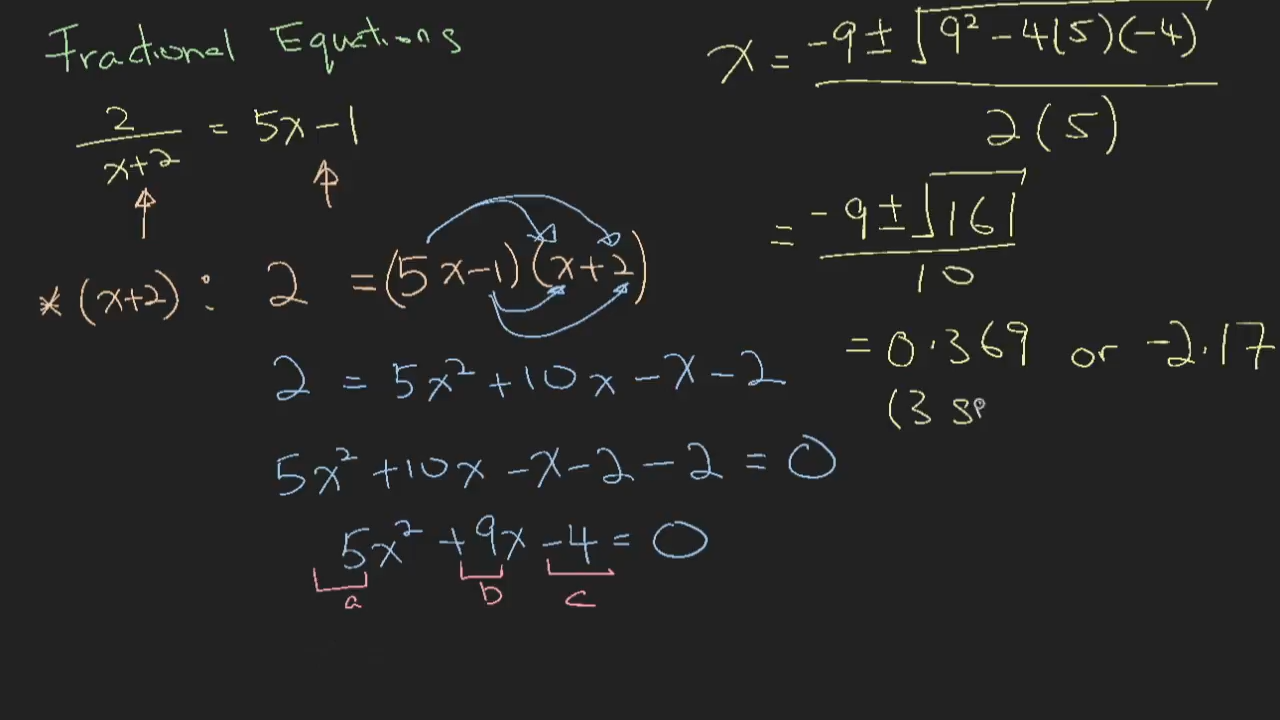 Fractional Equations
2/(x+2) = 5x-1
*(x+2): 2 = (5x-1)(x+2)
2 = 5x² +10x -x -2
5x² +10x -x-2-2 = 0
5x² +9x -4 = 0
a b c
x = (-9± √(9² -4(5)(-4)))/(2(5))
= (-9± √161)/10
= 0.369 or -2.17
(3 s